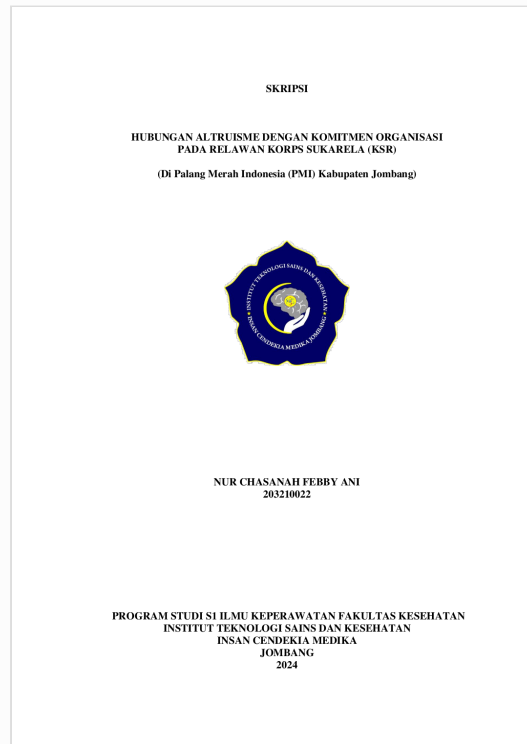 SKRIPSI
HUBUNGAN ALTRUISME DENGAN KOMITMEN ORGANISASI
PADA RELAWAN KORPS SUKARELA (KSR)
(Di Palang Merah Indonesia (PMI) Kabupaten Jombang)
INSTITUT TEKNOLOGI SAINS DAN KESEHATAN
INSAN CENDEKIA MEDIKA JOMBANG
NUR CHASANAH FEBBY ANI
203210022
PROGRAM STUDI S1 ILMU KEPERAWATAN FAKULTAS KESEHATAN
INSTITUT TEKNOLOGI SAINS DAN KESEHATAN
INSAN CENDEKIA MEDIKA
JOMBANG
2024